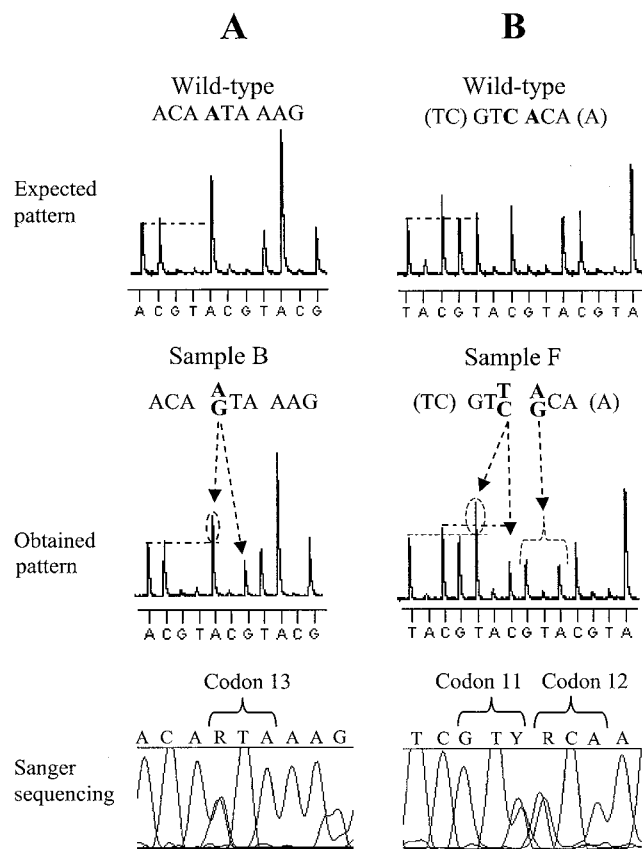 A B
Wild-type Wild-type
ACA ATA AAG (TC) GTC ACA (A)
Expected
pattern
A C G T A C G T A C G T A C G T A C G T A C G T A
Sample B Sample F
A T A
ACA G TA AAG (TC) GT C G CA (A)
Obtained
pattern
A C G T A C G T A C G T A C G T A C G T A C G T A
Codon 13 Codon 11 Codon 12
A C A R T A A A G T C G T Y R C A A
Sanger
sequencing